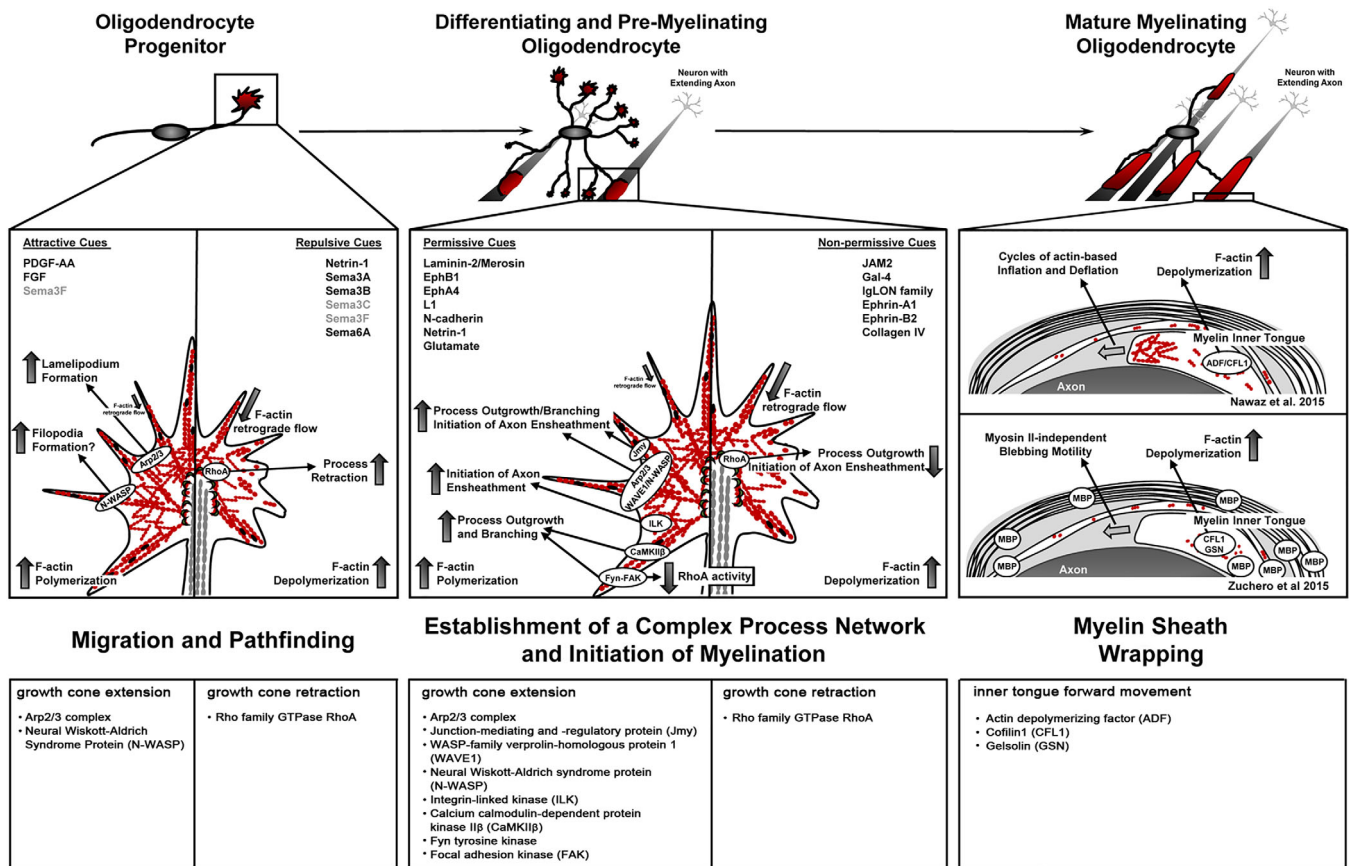 Oligodendrocyte
Progenitor
Differentiating and Pre-Myelinating
Oligodendrocyte
Mature Myelinating
Oligodendrocyte
Neuron with
Extending Axon
Neuron with
Extending Axon
Attractive Cues
PDGF-AA
FGF
Sema3F
Repulsive Cues
Netrin-1
Sema3A
Sema3B
Sema3C
Sema3F
Sema6A
Lamelipodium
Formation
F-actin
retrograde flow
F-actin
retrograde flow
Filopodia
Formation?
Arp2/3
N-WASP
RhoA
Process
Retraction
F-actin
Polymerization
F-actin
Depolymerization
Permissive Cues
Laminin-2/Merosin
EphB1
EphA4
L1
N-cadherin
Netrin-1
Glutamate
Non-permissive Cues
JAM2
Gal-4
IgLON family
Ephrin-A1
Ephrin-B2
Collagen IV
F-actin
retrograde flow
F-actin
retrograde flow
Process Outgrowth/Branching
Initiation of Axon Ensheathment
Jmy
Arp2/3
WAVE1/N-WASP
RhoA
Process Outgrowth
Initiation of Axon Ensheathment
Initiation of Axon
Ensheathment
ILK
Process Outgrowth
and Branching
CaMKIIβ
F-actin
Polymerization
Fyn-FAK
RhoA activity
F-actin
Depolymerization
Cycles of actin-based
Inflation and Deflation
F-actin
Depolymerization
Myelin Inner Tongue
ADF/CFL1
Axon
Nawaz et al. 2015
Myosin II-independent
Blebbing Motility
F-actin
Depolymerization
MBP
MBP
Myelin Inner Tongue
MBP
CFL1
GSN
MBP
MBP
MBP
MBP
MBP
Axon
Zuchero et al 2015
Migration and Pathfinding
Establishment of a Complex Process Network
and Initiation of Myelination
Myelin Sheath
Wrapping
growth cone extension
• Arp2/3 complex
• Neural Wiskott-Aldrich
Syndrome Protein (N-WASP)
growth cone retraction
• Rho family GTPase RhoA
growth cone extension
• Arp2/3 complex
• Junction-mediating and -regulatory protein (Jmy)
• WASP-family verprolin-homologous protein 1
(WAVE1)
• Neural Wiskott-Aldrich syndrome protein
(N-WASP)
• Integrin-linked kinase (ILK)
• Calcium calmodulin-dependent protein
kinase IIβ (CaMKIIβ)
• Fyn tyrosine kinase
• Focal adhesion kinase (FAK)
growth cone retraction
• Rho family GTPase RhoA
inner tongue forward movement
• Actin depolymerizing factor (ADF)
• Cofilin1 (CFL1)
• Gelsolin (GSN)